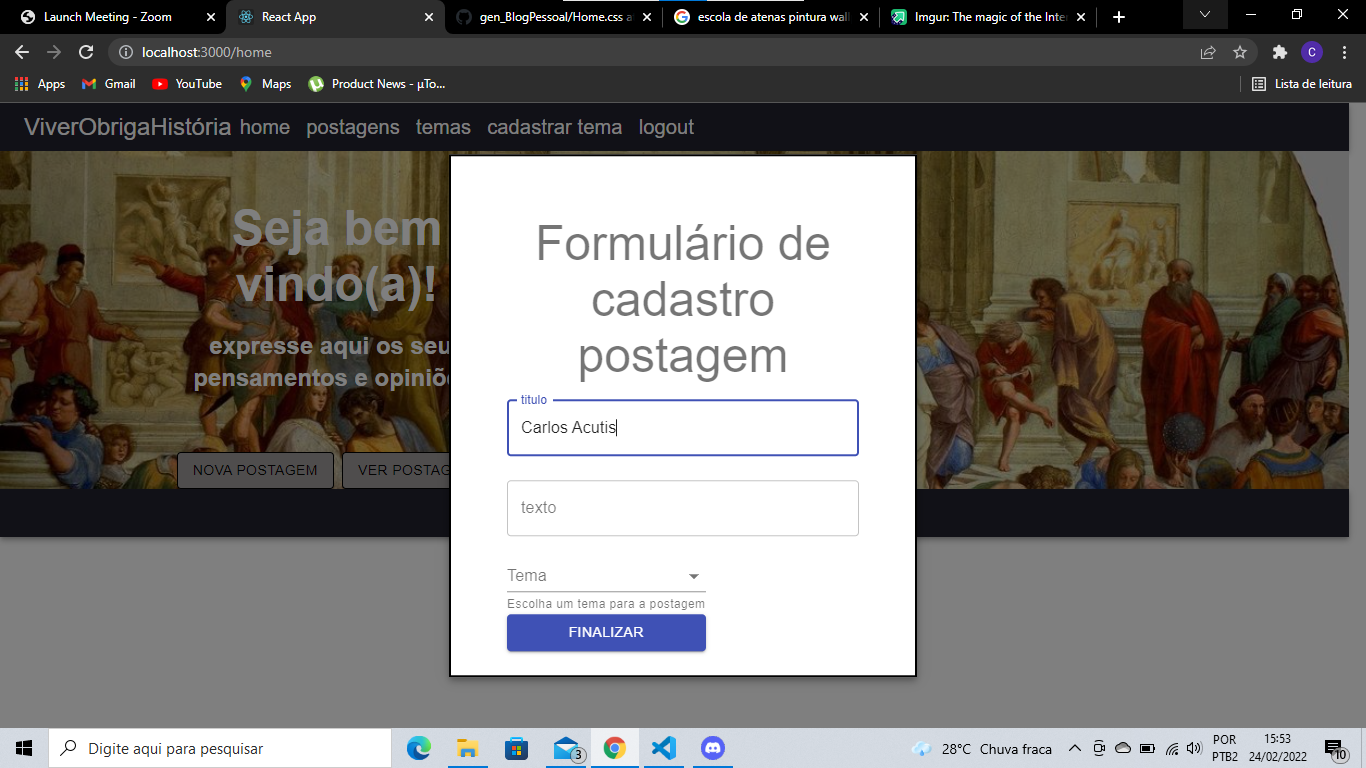 Launch Meeting - Zoom
React App
gen_BlogPessoal/Home.css a
escola de atenas pintura wal
Imgur: The magic of the Inte
localhost:3000/home
C
Apps
Gmail
YouTube
Maps
Product News - µTo...
Lista de leitura
ViverObrigaHistória home postagens temas cadastrar tema logout
Seja bem
vindo(a)!
expresse aqui os seu
pensamentos e opiniõ
NOVA POSTAGEM
VER POSTAG
Formulário de
cadastro
postagem
titulo
Carlos Acutis
texto
Tema
Escolha um tema para a postagem
FINALIZAR
Digite aqui para pesquisar
3
28°C Chuva fraca
POR
PTB2
15:53
24/02/2022
10